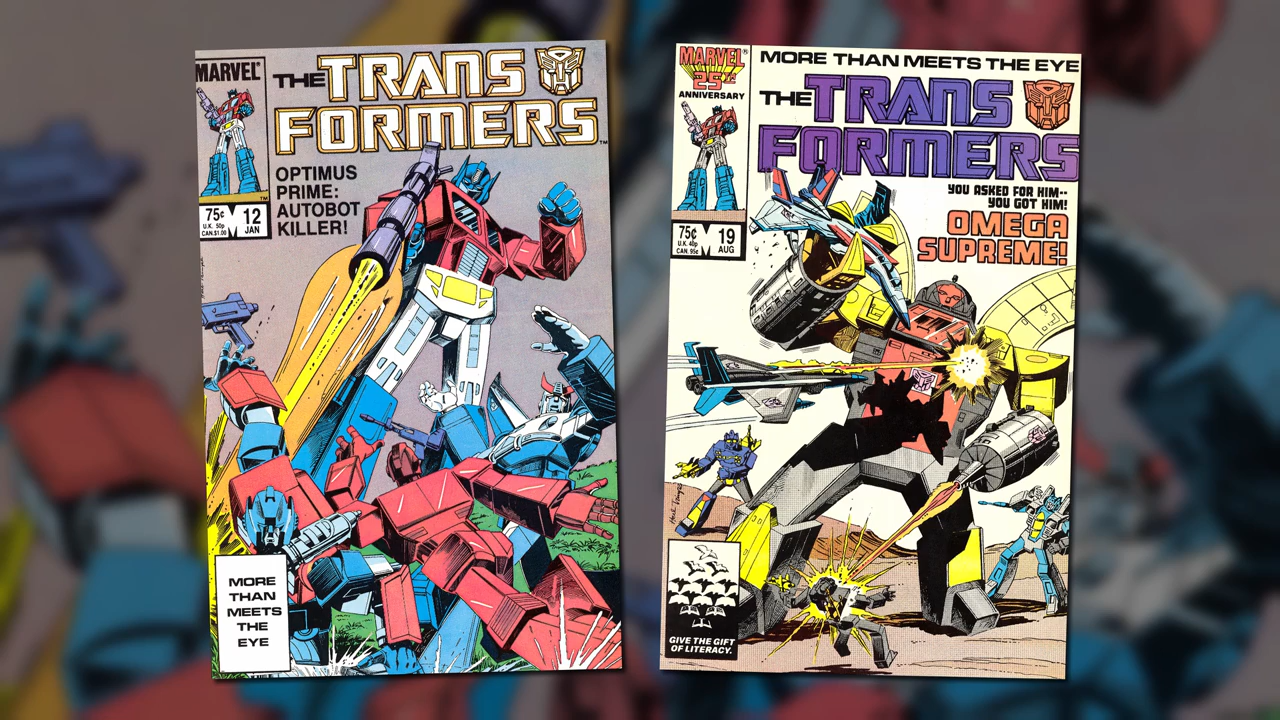 MARVEL®
THE TRANS
FORMERS™
OPTIMUS
PRIME:
AUTOBOT
KILLER!
75¢
U.K. 50p
CAN. $1.00
12
JAN
MORE
THAN
MEETS
THE
EYE
MARVEL®
25TH
ANNIVERSARY
MORE THAN MEETS THE EYE
THE TRANS
FORMERS
YOU ASKED FOR HIM--
YOU GOT HIM!
OMEGA
SUPREME!
75¢
U.K. 40p
CAN. 95¢
19
AUG
GIVE THE GIFT
OF LITERACY.